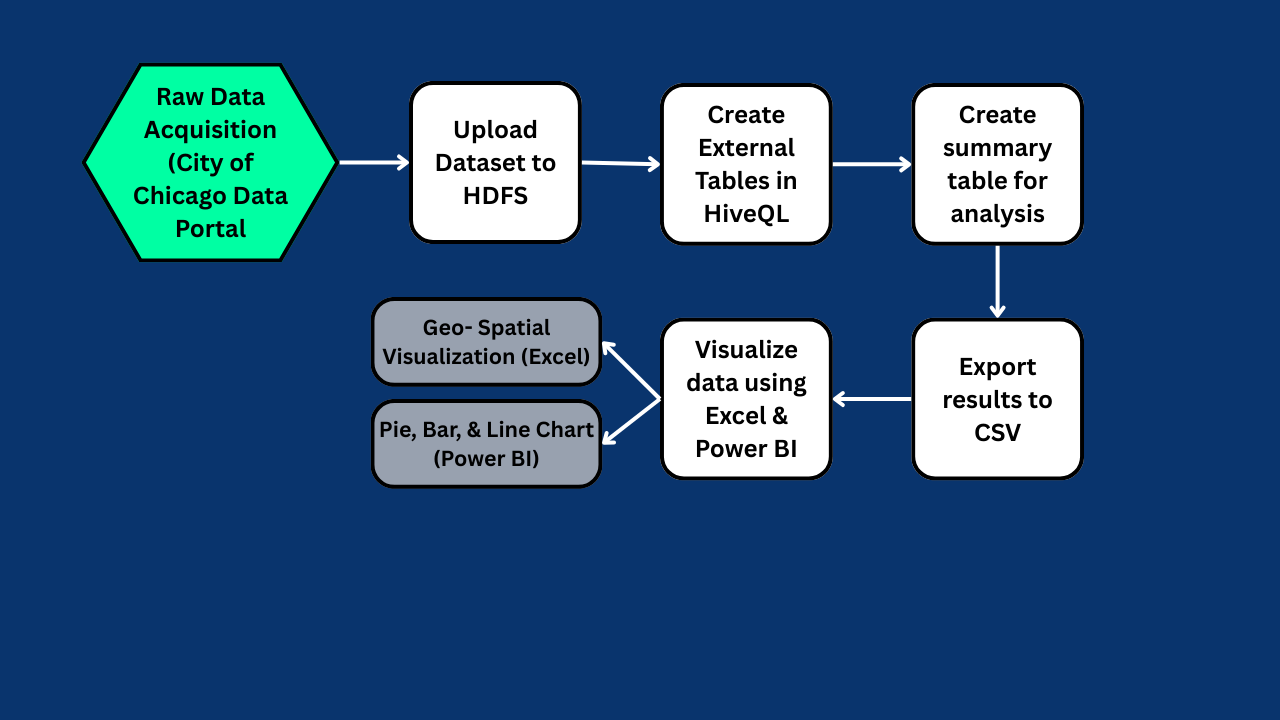 Raw Data
Acquisition
(City of
Chicago Data
Portal
Upload
Dataset to
HDFS
Create
External
Tables in
HiveQL
Create
summary
table for
analysis
Export
results to
CSV
Visualize
data using
Excel &
Power BI
Geo- Spatial
Visualization (Excel)
Pie, Bar, & Line Chart
(Power BI)